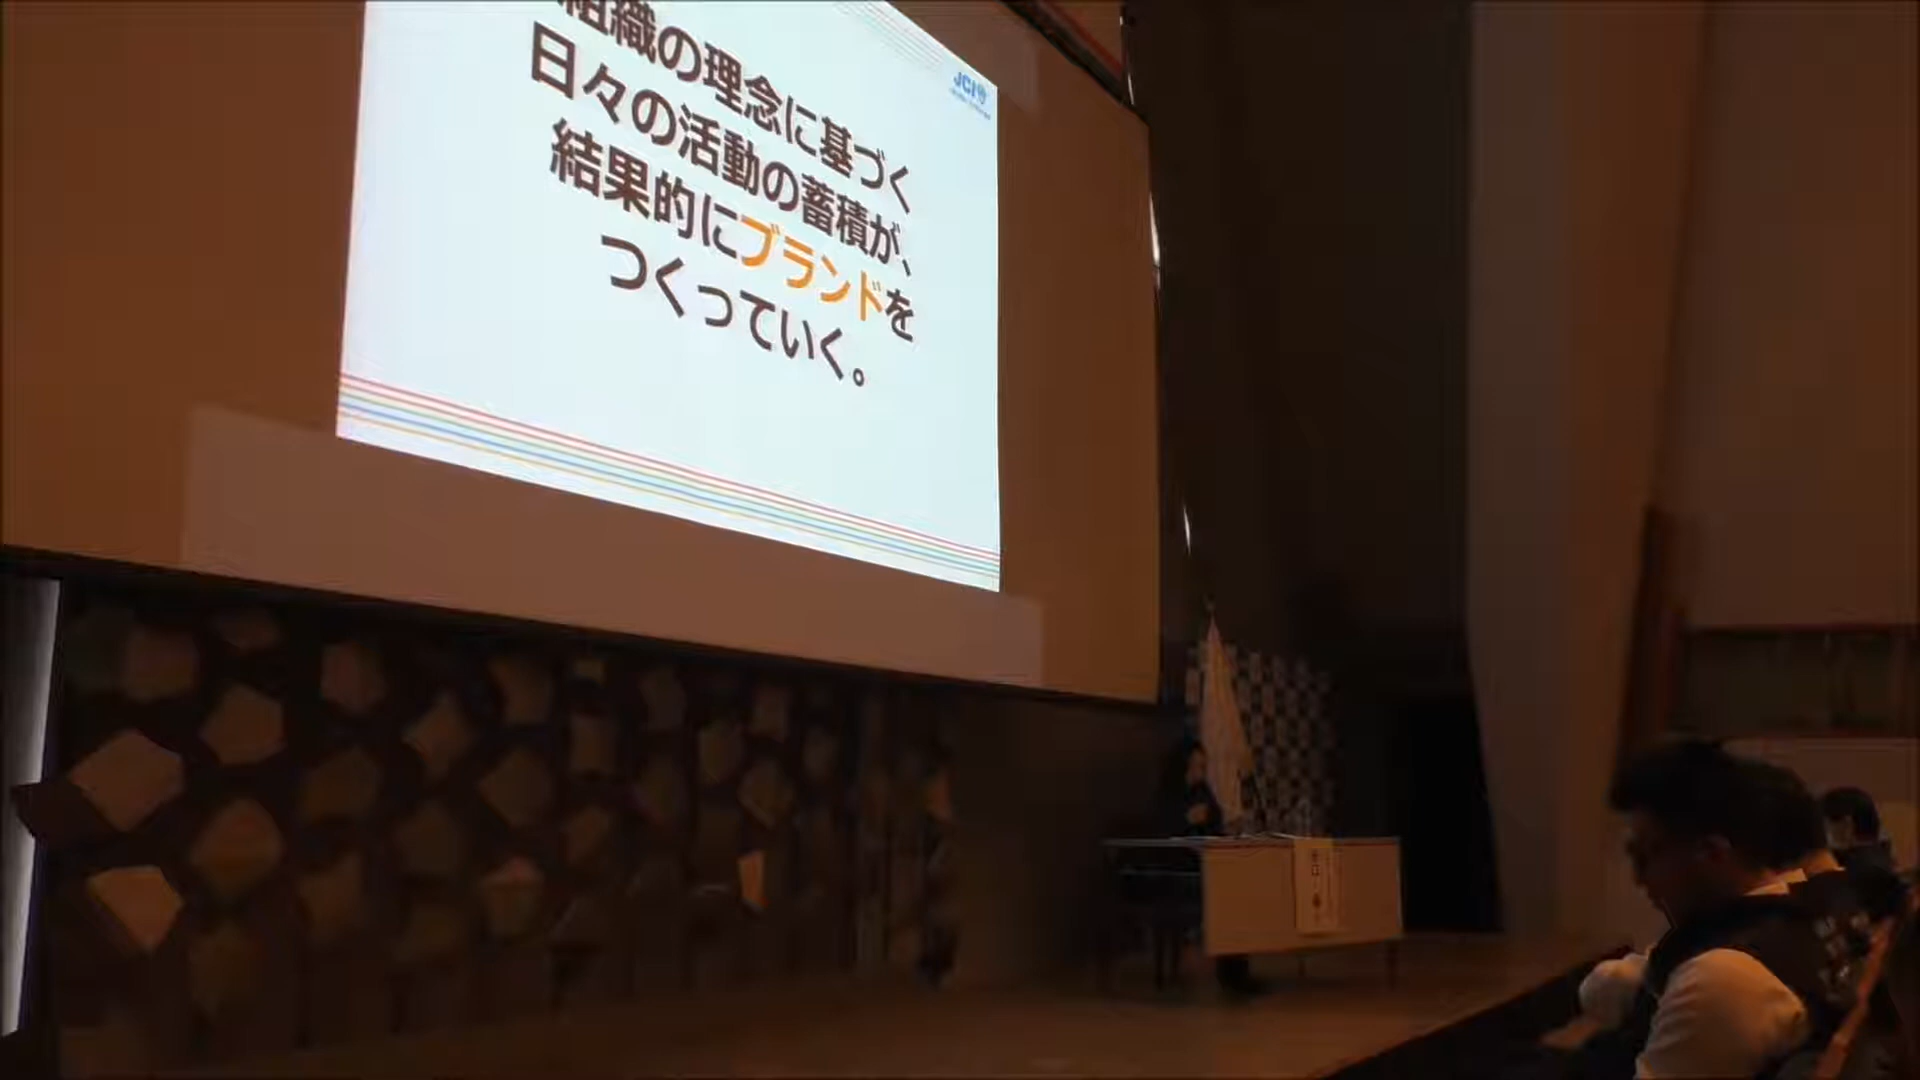 組織の理念に基づく
日々の活動の蓄積が、
結果的にブランドを
つくっていく。
JCI